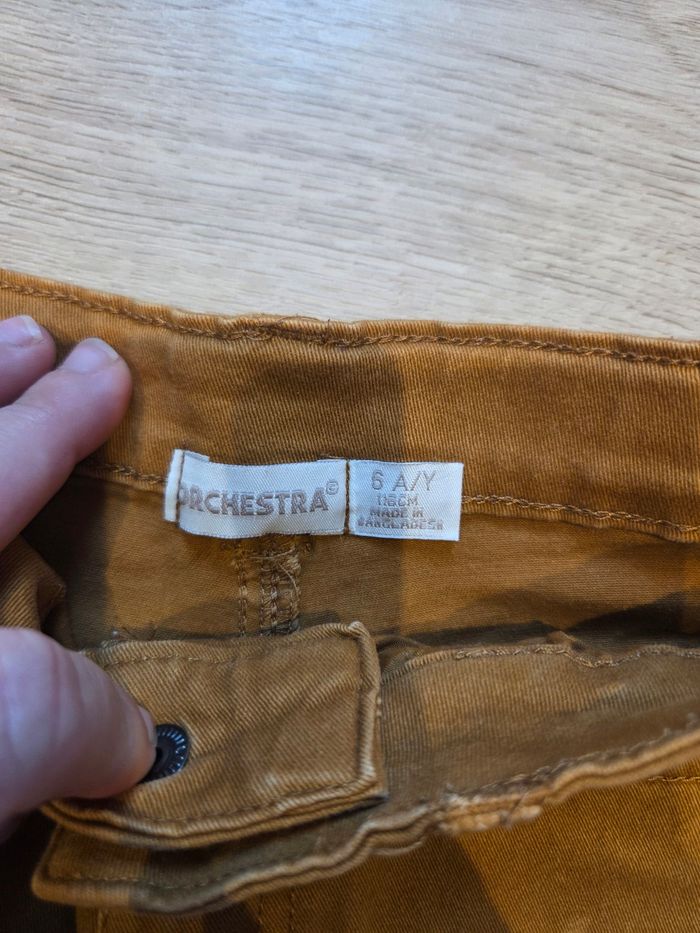 ORCHESTRA©
6 A/Y
116CM
MADE IN
BANGLADESH